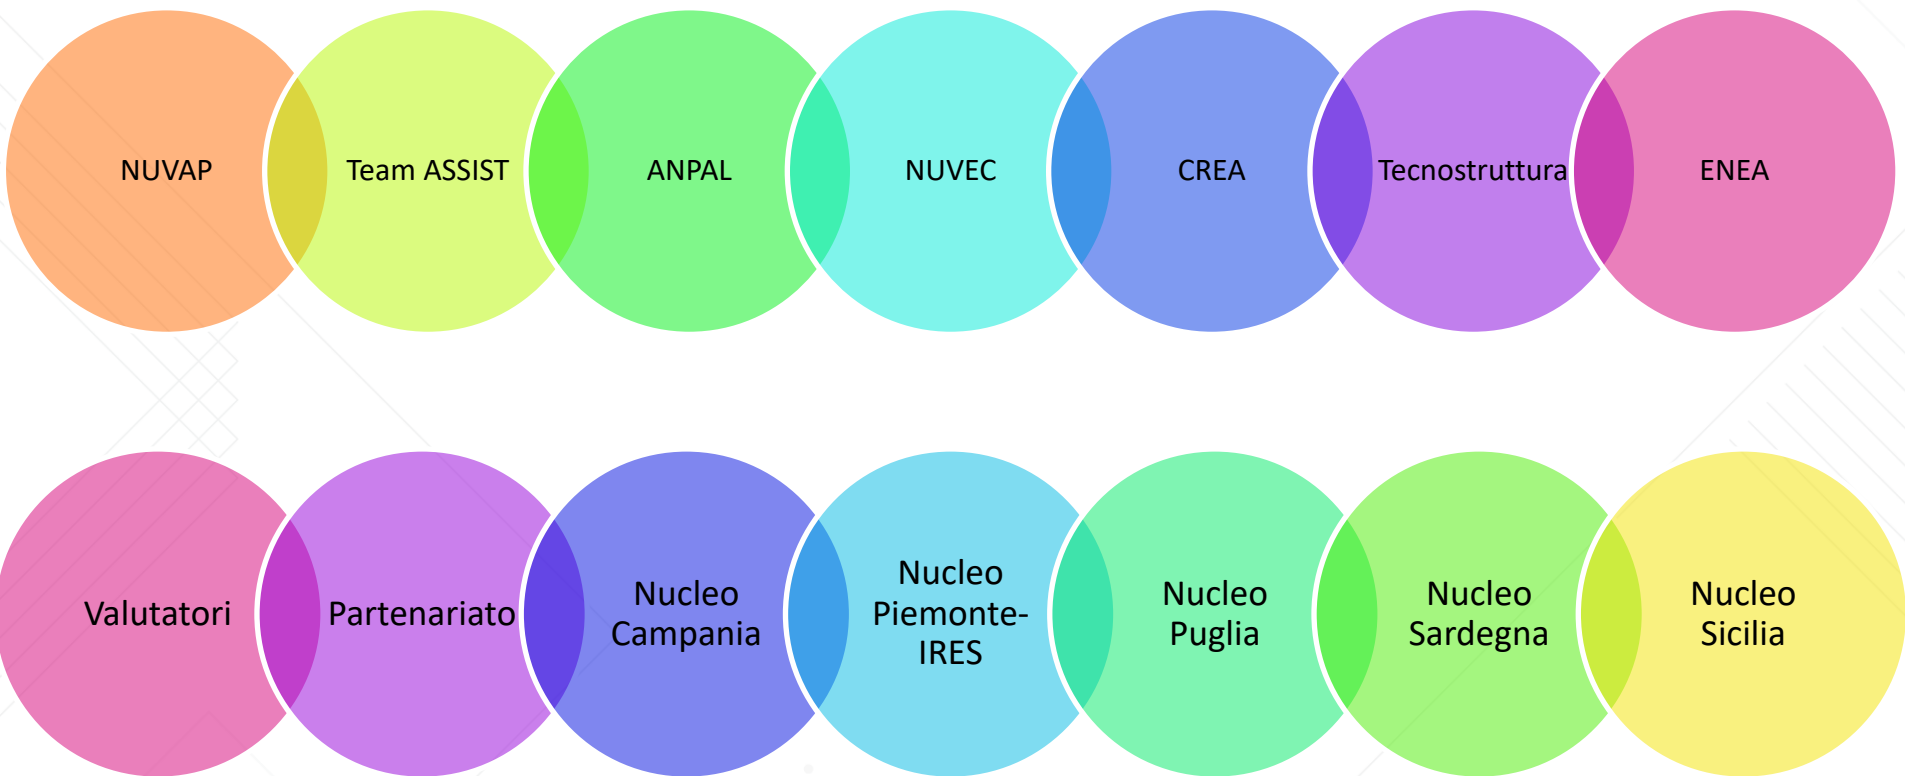 NUVAP
Team ASSIST
ANPAL
NUVEC
CREA
Tecnostruttura
ENEA
Valutatori
Partenariato
Nucleo
Campania
Nucleo
Piemonte-
IRES
Nucleo
Puglia
Nucleo
Sardegna
Nucleo
Sicilia